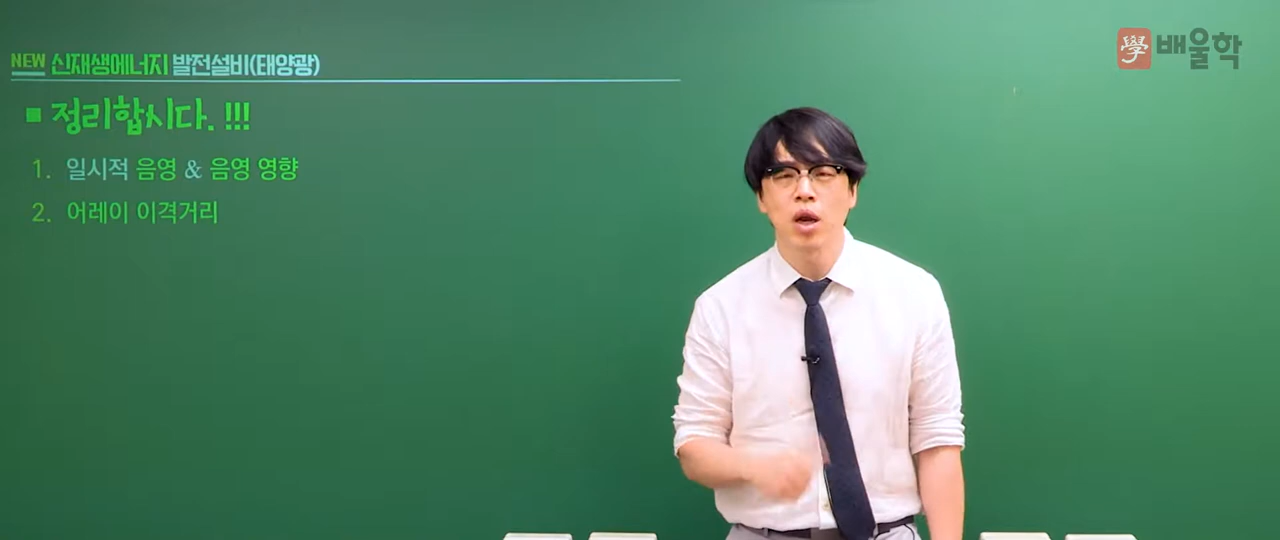 NEW 신재생에너지 발전설비(태양광)
學 배울학
■ 정리합시다. !!!
1. 일시적 음영 & 음영 영향
2. 어레이 이격거리